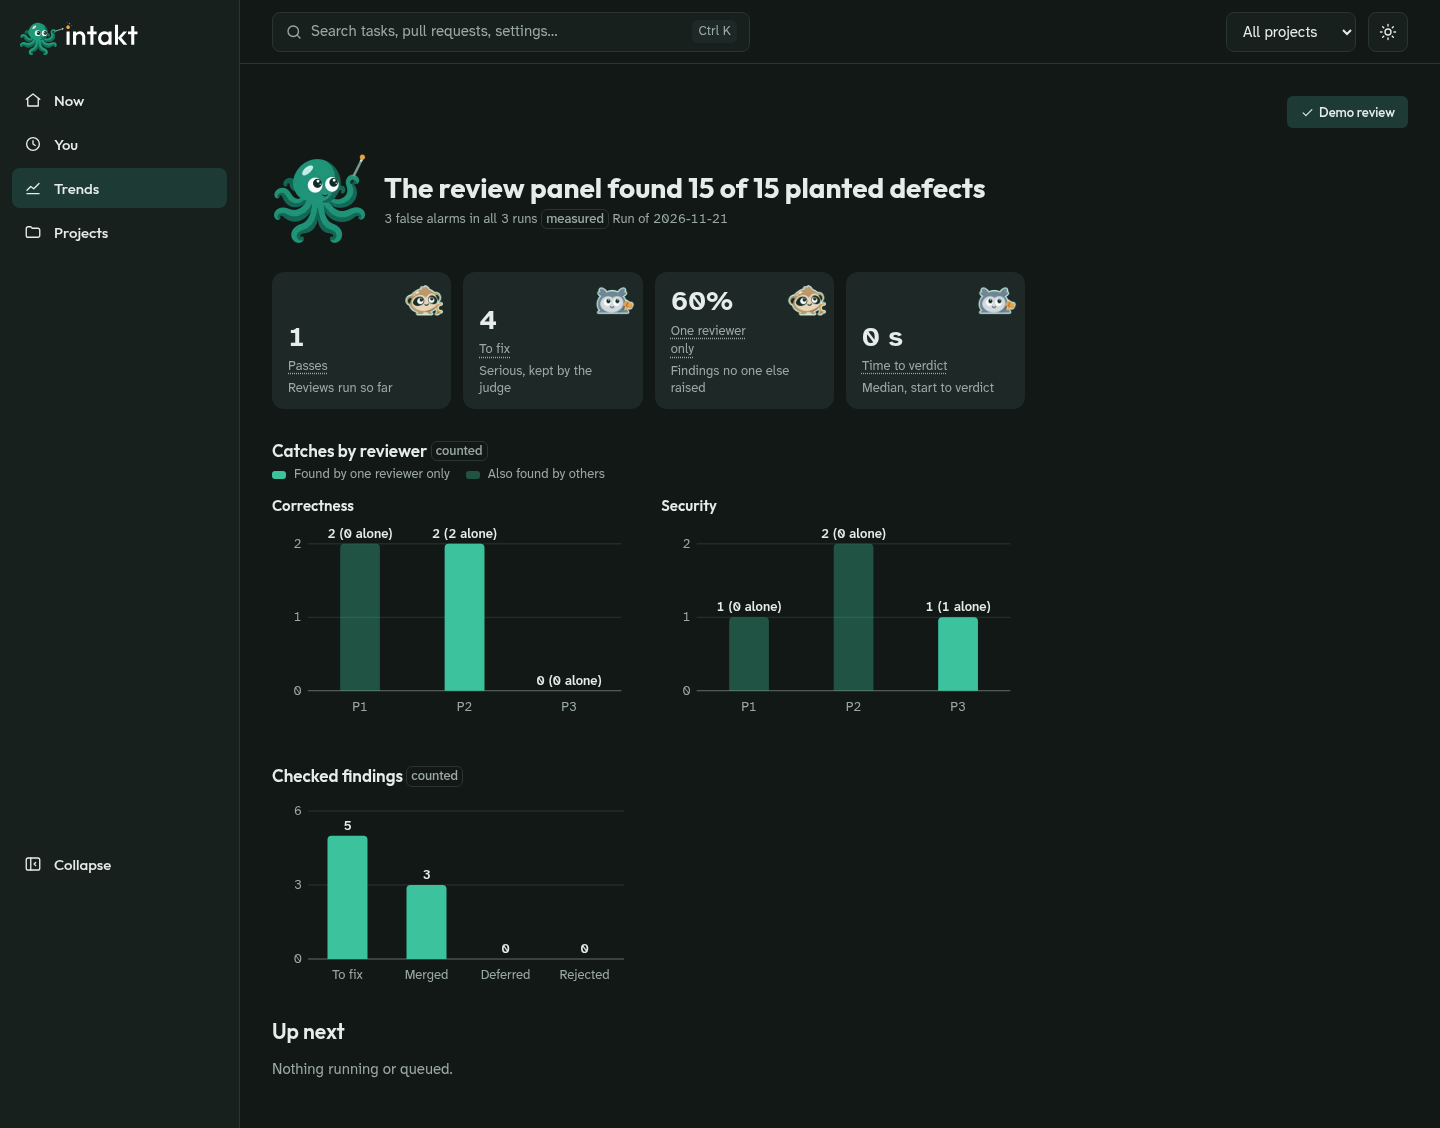 intakt
Search tasks, pull requests, settings...
Ctrl K
All projects
Now
You
Trends
Projects
Collapse
Demo review
The review panel found 15 of 15 planted defects
3 false alarms in all 3 runs measured Run of 2026-11-21
1
Passes
Reviews run so far
4
To fix
Serious, kept by the
judge
60%
One reviewer
only
Findings no one else
raised
0 s
Time to verdict
Median, start to verdict
Catches by reviewer counted
Found by one reviewer only
Also found by others
Correctness
2 (0 alone)
2 (2 alone)
0 (0 alone)
2
1
0
P1
P2
P3
Security
2 (0 alone)
1 (0 alone)
1 (1 alone)
2
1
0
P1
P2
P3
Checked findings counted
6
3
0
5
3
0
0
To fix
Merged
Deferred
Rejected
Up next
Nothing running or queued.